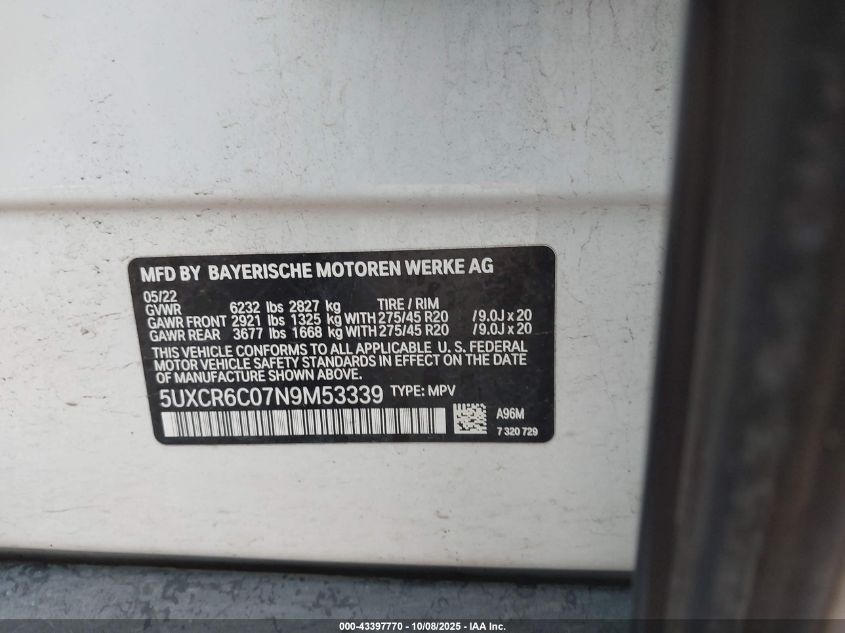 MFD BY BAYERISCHE MOTOREN WERKE AG
05/22
GVWR 6232 lbs 2827 kg TIRE / RIM
GAWR FRONT 2921 lbs 1325 kg WITH 275/45 R20 / 9.0J x 20
GAWR REAR 3677 lbs 1668 kg WITH 275/45 R20 / 9.0J x 20
THIS VEHICLE CONFORMS TO ALL APPLICABLE U. S. FEDERAL
MOTOR VEHICLE SAFETY STANDARDS IN EFFECT ON THE DATE
OF MANUFACTURE SHOWN ABOVE.
5UXCR6C07N9M53339 TYPE: MPV
A96M
7 320 729
000-43397770 - 10/08/2025 - IAA Inc.